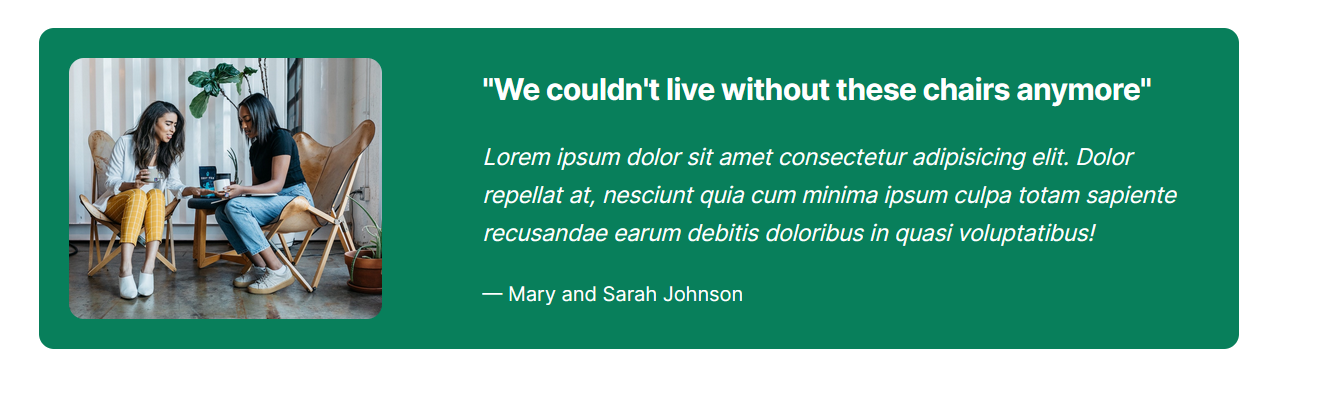 "We couldn't live without these chairs anymore"
Lorem ipsum dolor sit amet consectetur adipisicing elit. Dolor
repellat at, nesciunt quia cum minima ipsum culpa totam sapiente
recusandae earum debitis doloribus in quasi voluptatibus!
— Mary and Sarah Johnson